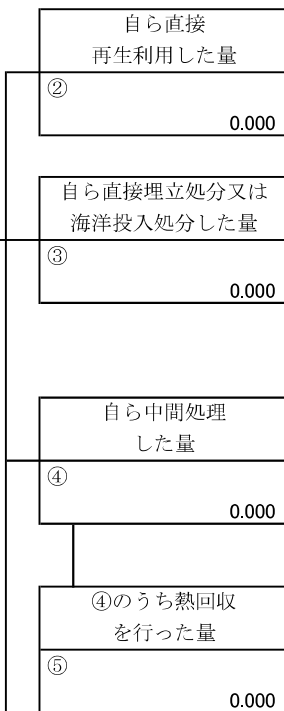 自ら直接
再生利用した量
②
0.000
自ら直接埋立処分又は
海洋投入処分した量
③
0.000
自ら中間処理
した量
④
0.000
④のうち熱回収
を行った量
⑤
0.000